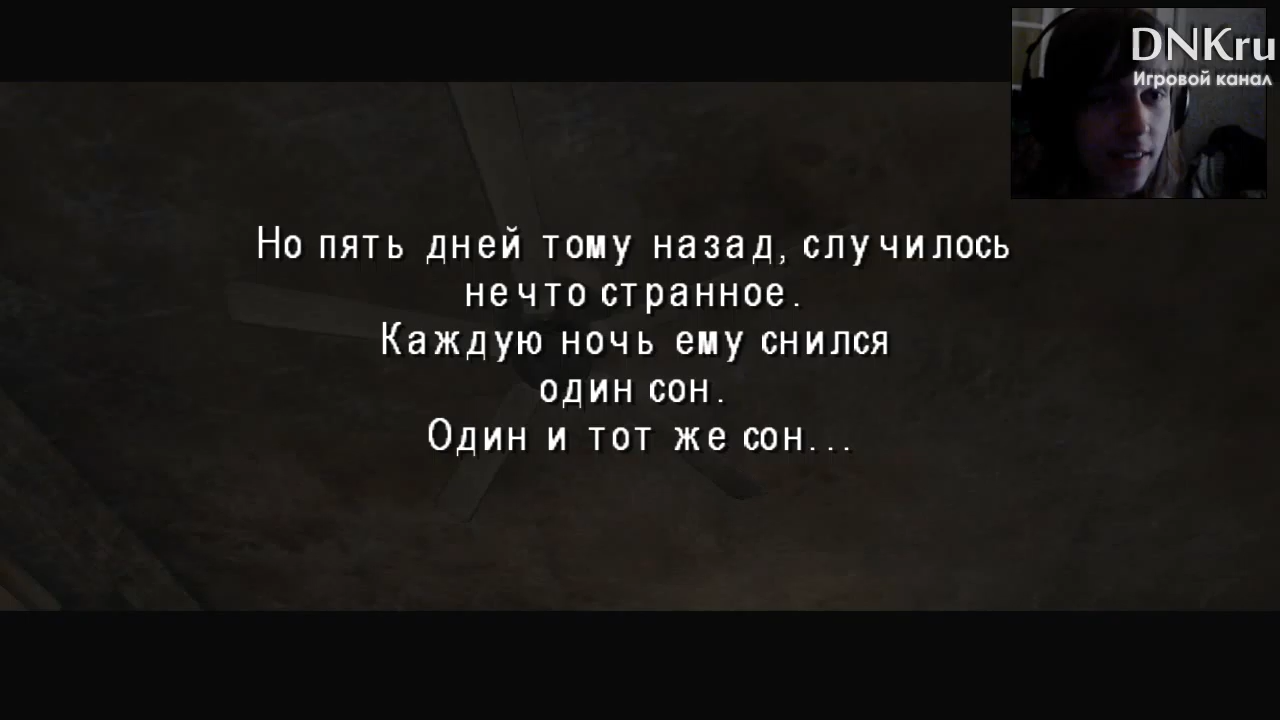 DNKru
Игровой канал
Но пять дней тому назад, случилось
нечто странное.
Каждую ночь ему снился
один сон.
Один и тот же сон...